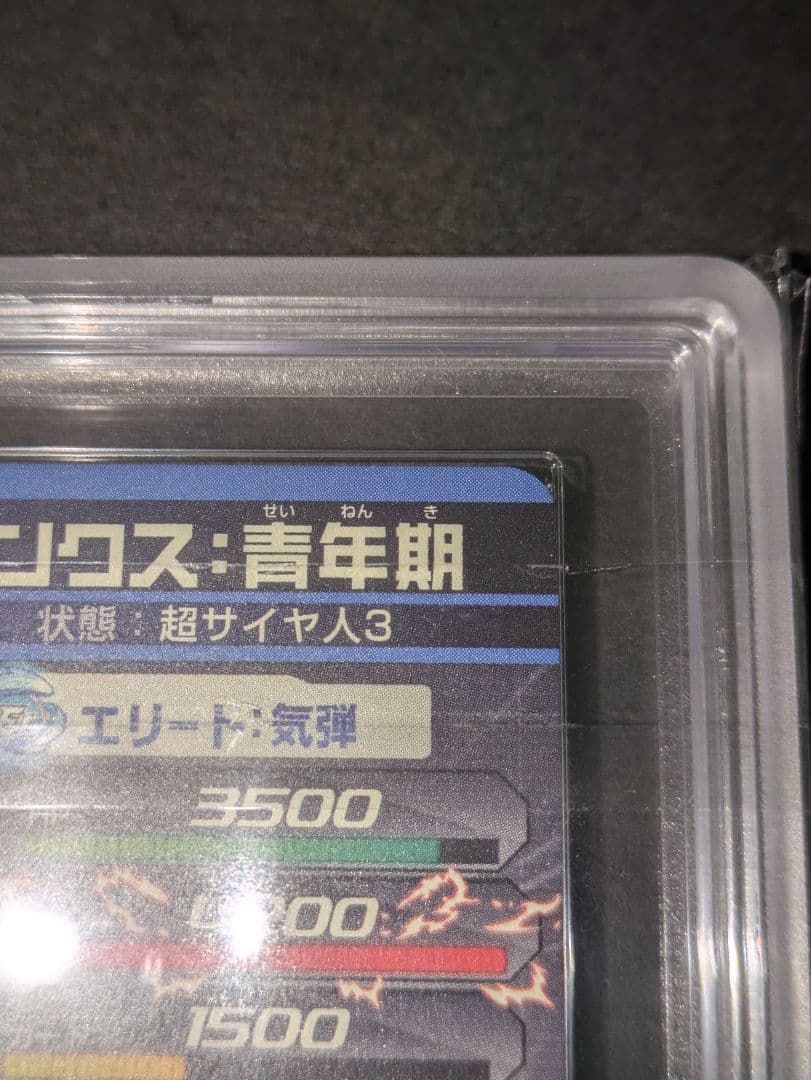 せい ねん き
ンクス：青年期
状態：超サイヤ人3
エリート：気弾
3500
1500